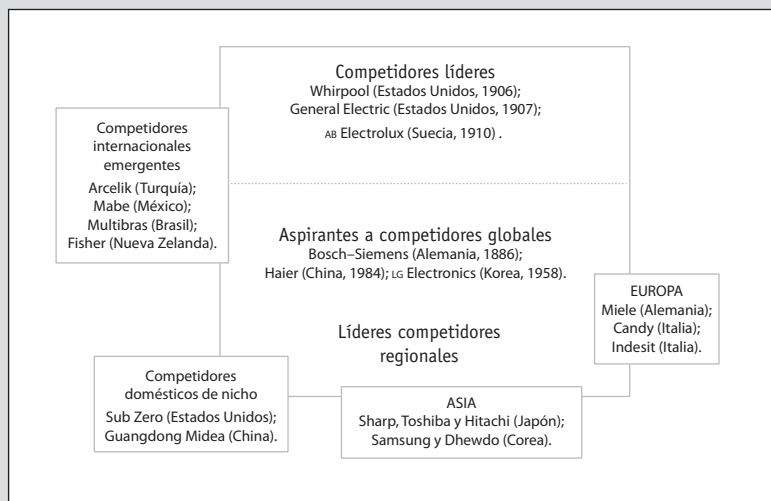 Competidores líderes
Whirpool (Estados Unidos, 1906);
General Electric (Estados Unidos, 1907);
AB Electrolux (Suecia, 1910) .
Competidores
internacionales
emergentes
Arcelik (Turquía);
Mabe (México);
Multibras (Brasil);
Fisher (Nueva Zelanda).
Aspirantes a competidores globales
Bosch–Siemens (Alemania, 1886);
Haier (China, 1984); LG Electronics (Korea, 1958).
EUROPA
Miele (Alemania);
Candy (Italia);
Indesit (Italia).
Líderes competidores
regionales
Competidores
domésticos de nicho
Sub Zero (Estados Unidos);
Guangdong Midea (China).
ASIA
Sharp, Toshiba y Hitachi (Japón);
Samsung y Dhewdo (Corea).